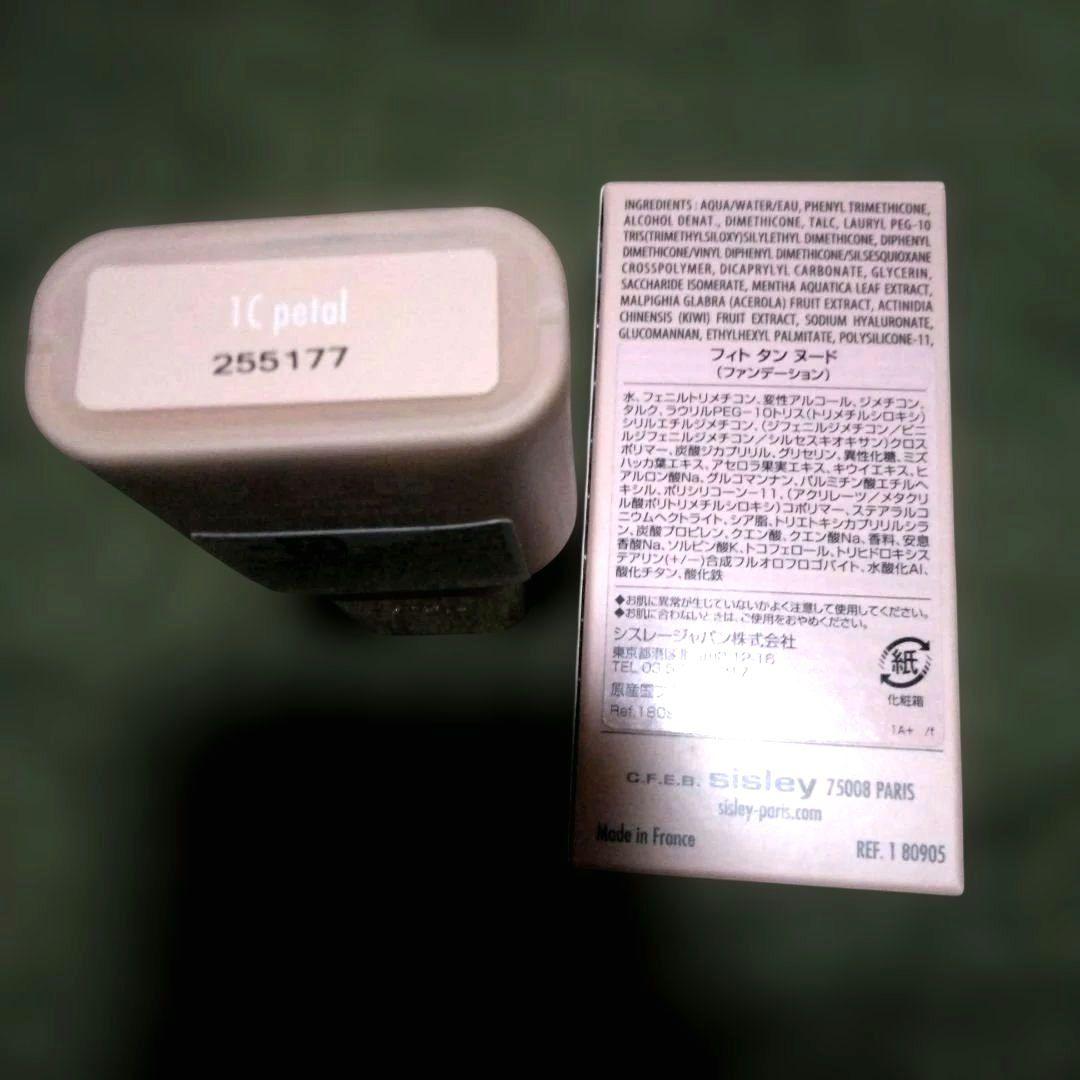 1C petal
255177
INGREDIENTS : AQUA/WATER/EAU, PHENYL TRIMETHICONE,
ALCOHOL DENAT., DIMETHICONE, TALC, LAURYL PEG-10
TRIS(TRIMETHYLSILOXY)SILYLETHYL DIMETHICONE, DIPHENYL
DIMETHICONE/VINYL DIPHENYL DIMETHICONE/SILSESQUIOXANE
CROSSPOLYMER, DICAPRYLYL CARBONATE, GLYCERIN,
SACCHARIDE ISOMERATE, MENTHA AQUATICA LEAF EXTRACT,
MALPIGHIA GLABRA (ACEROLA) FRUIT EXTRACT, ACTINIDIA
CHINENSIS (KIWI) FRUIT EXTRACT, SODIUM HYALURONATE,
GLUCOMANNAN, ETHYLHEXYL PALMITATE, POLYSILICONE-11,
フィト タン ヌード
(ファンデーション)
水、フェニルトリメチコン、変性アルコール、ジメチコン、
タルク、ラウリルPEG-10トリス(トリメチルシロキシ)
シリルエチルジメチコン、(ジフェニルジメチコン/ビニ
ルジフェニルジメチコン/シルセスキオキサン)クロス
ポリマー、炭酸ジカプリリル、グリセリン、異性化糖、ミズ
ハッカ葉エキス、アセロラ果実エキス、キウイエキス、ヒ
アルロン酸Na、グルコマンナン、パルミチン酸エチルヘ
キシル、ポリシリコーン-11、(アクリレーツ/メタクリ
ル酸ポリトリメチルシロキシ)コポリマー、ステアラルコ
ニウムヘクトライト、シア脂、トリエトキシカプリリルシラ
ン、炭酸プロピレン、クエン酸、クエン酸Na、香料、安息
香酸Na、ソルビン酸K、トコフェロール、トリヒドロキシス
テアリン(+/−)合成フルオロフロゴパイト、水酸化Al、
酸化チタン、酸化鉄
◆お肌に異常が生じていないかよく注意して使用してください。
◆お肌に合わないときは、ご使用をおやめください。
シスレージャパン株式会社
東京都港区 12-16
TEL 03
原産国
Ref.180
紙
化粧箱
1A+ /f
C.F.E.B. sisley 75008 PARIS
sisley-paris.com
Made in France
REF. 1 80905